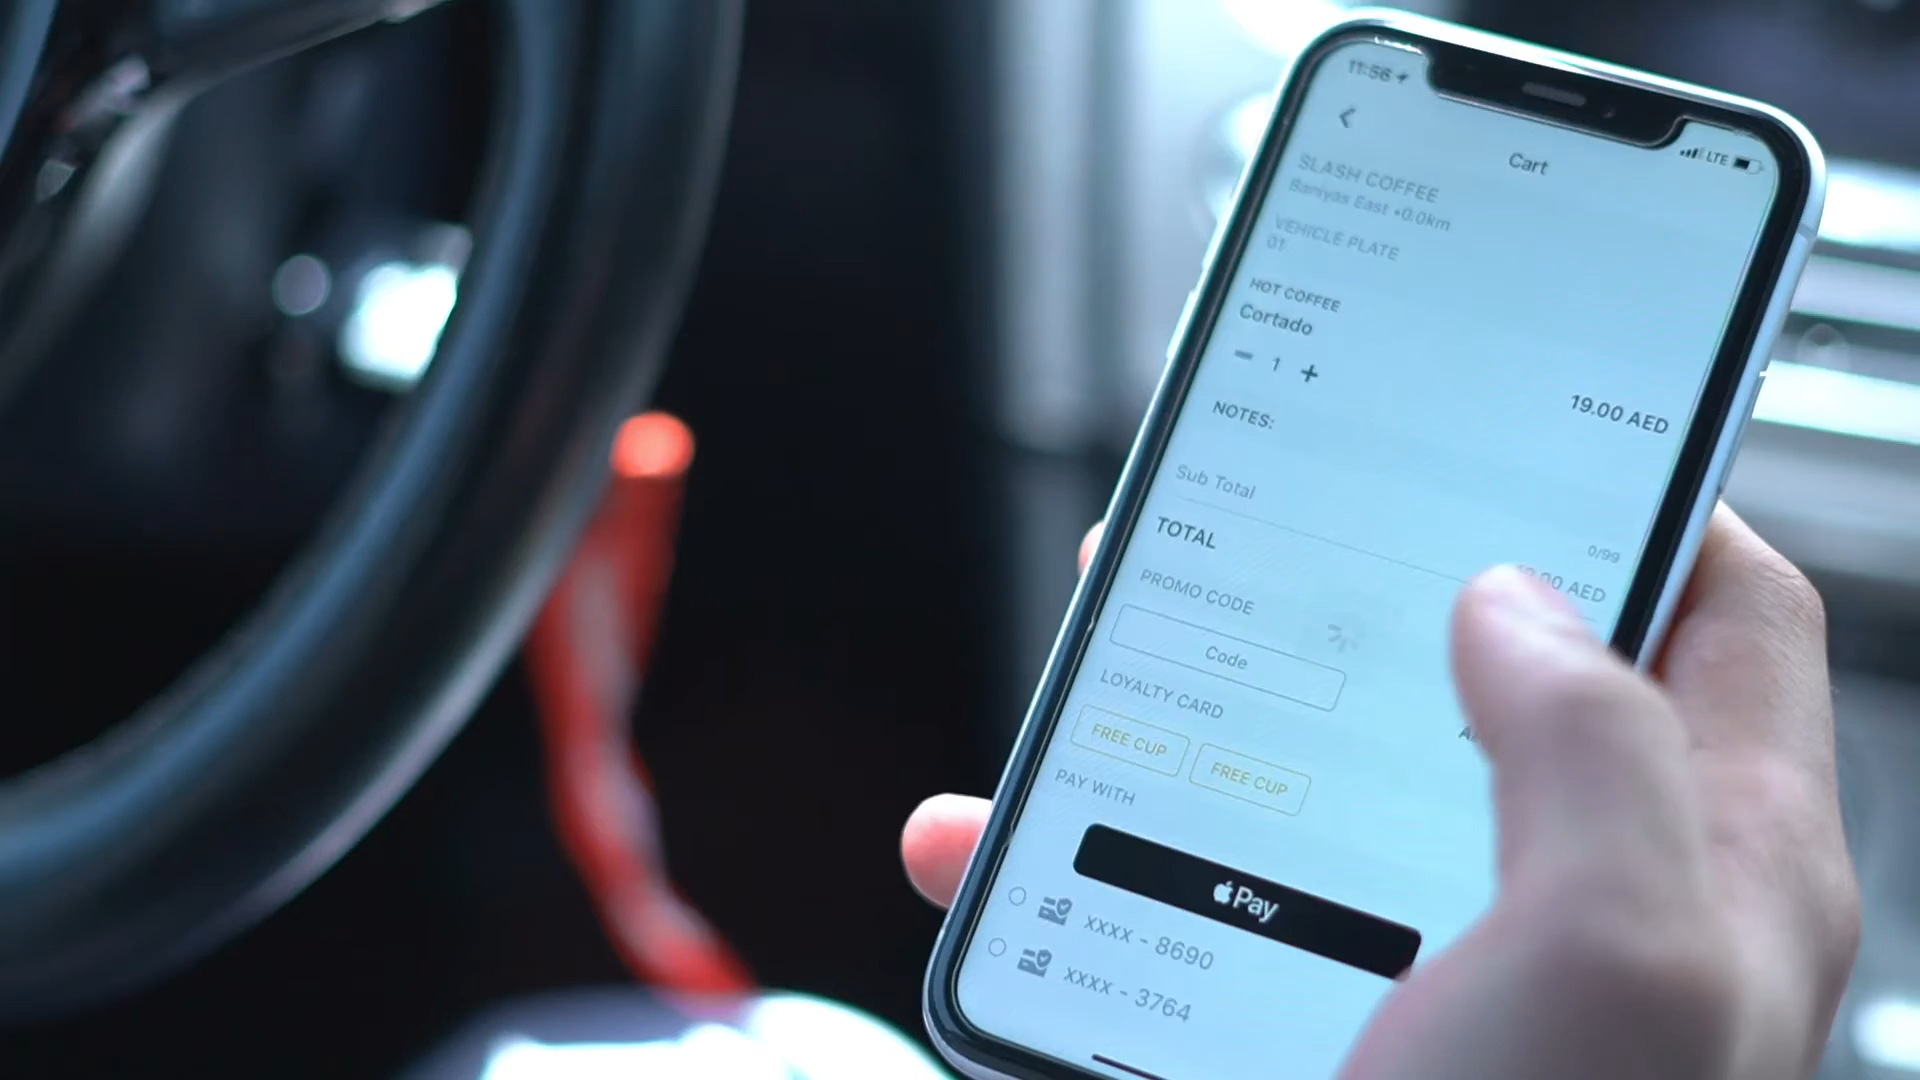 11:56
LTE
Cart
SLASH COFFEE
Baniyas East •0.0km
VEHICLE PLATE
01
HOT COFFEE
Cortado
1
19.00 AED
NOTES:
0/99
Sub Total
AED
TOTAL
PROMO CODE
Code
LOYALTY CARD
FREE CUP
FREE CUP
PAY WITH
Pay
xxxx - 8690
xxxx - 3764